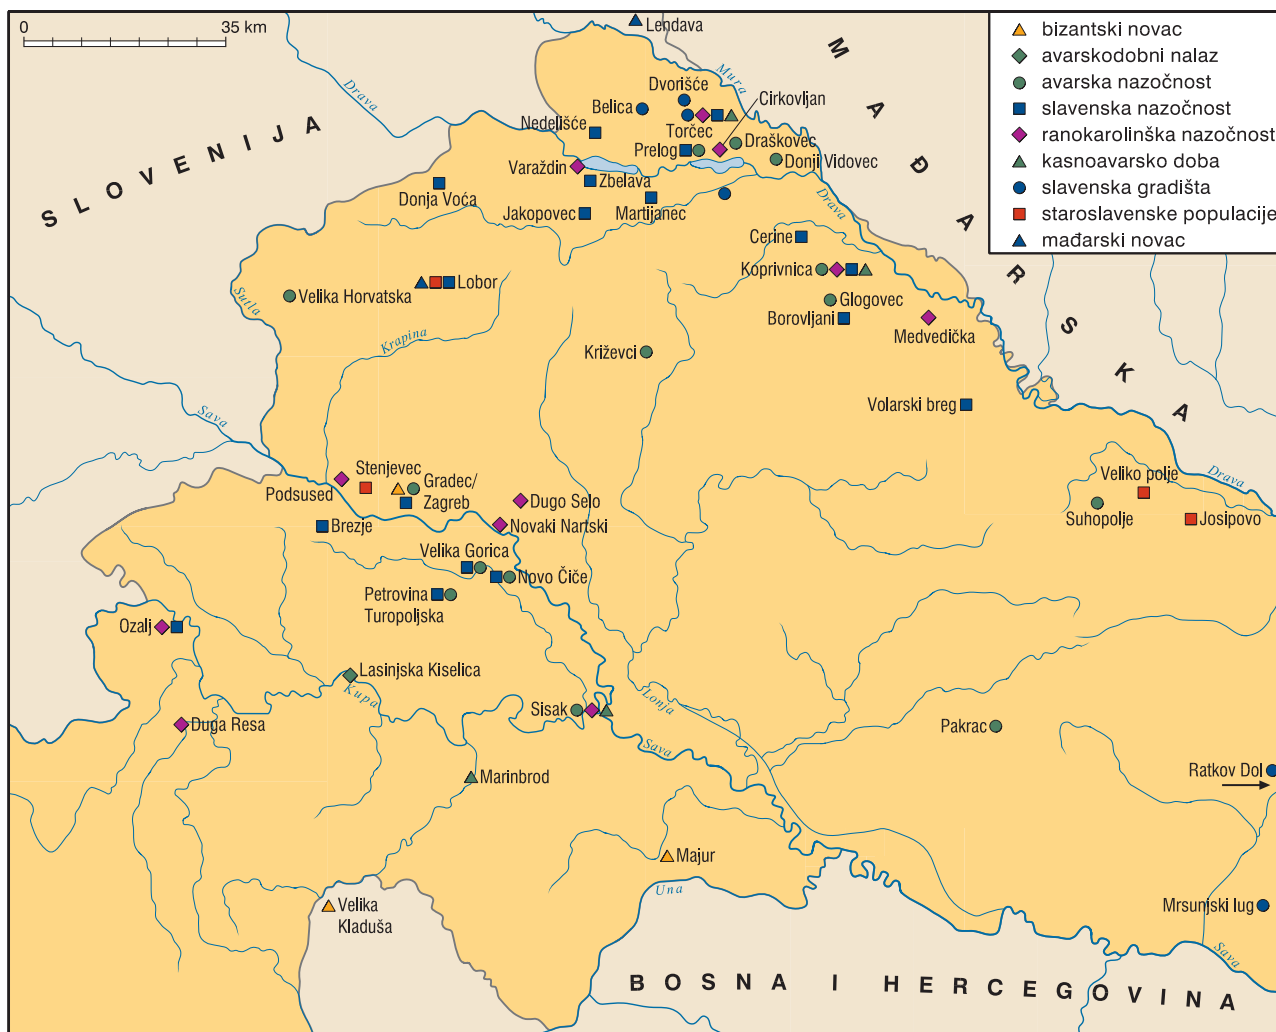 0 35 km
Lendava
bizantski novac
avarskodobni nalaz
avarska nazočnost
slavenska nazočnost
ranokarolinška nazočnost
kasnoavarsko doba
slavenska gradišta
staroslavenske populacije
mađarski novac
SLOVENIJA
MAĐARSKA
BOSNA I HERCEGOVINA
Drava
Mura
Dvorišće
Belica
Cirkovljan
Nedelišće
Torčec
Draškovec
Prelog
Donji Vidovec
Varaždin
Zbelava
Donja Voća
Jakopovec
Martijanec
Drava
Cerine
Koprivnica
Lobor
Velika Horvatska
Sutla
Glogovec
Borovljani
Medvedička
Krapina
Križevci
Volarski breg
Sava
Stenjevec
Podsused
Gradec/
Zagreb
Dugo Selo
Novaki Nartski
Brezje
Veliko polje
Drava
Suhopolje
Josipovo
Velika Gorica
Novo Čiče
Petrovina
Turopoljska
Ozalj
Lasinjska Kiselica
Kupa
Duga Resa
Sisak
Lonja
Sava
Pakrac
Marinbrod
Ratkov Dol
Majur
Una
Velika
Kladuša
Mrsunjski lug
Sava